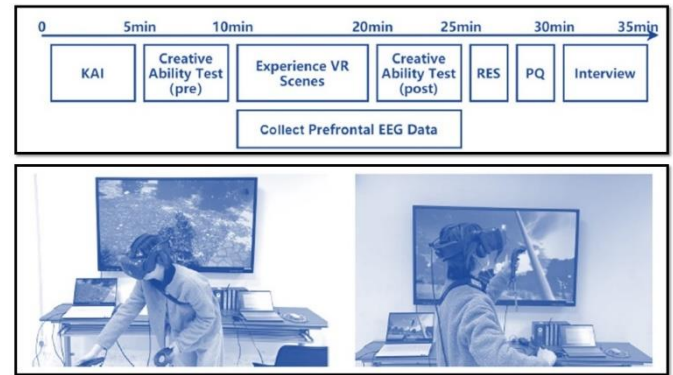 0 5min 10min 20min 25min 30min 35min
KAI
Creative
Ability Test
(pre)
Experience VR
Scenes
Creative
Ability Test
(post)
RES
PQ
Interview
Collect Prefrontal EEG Data